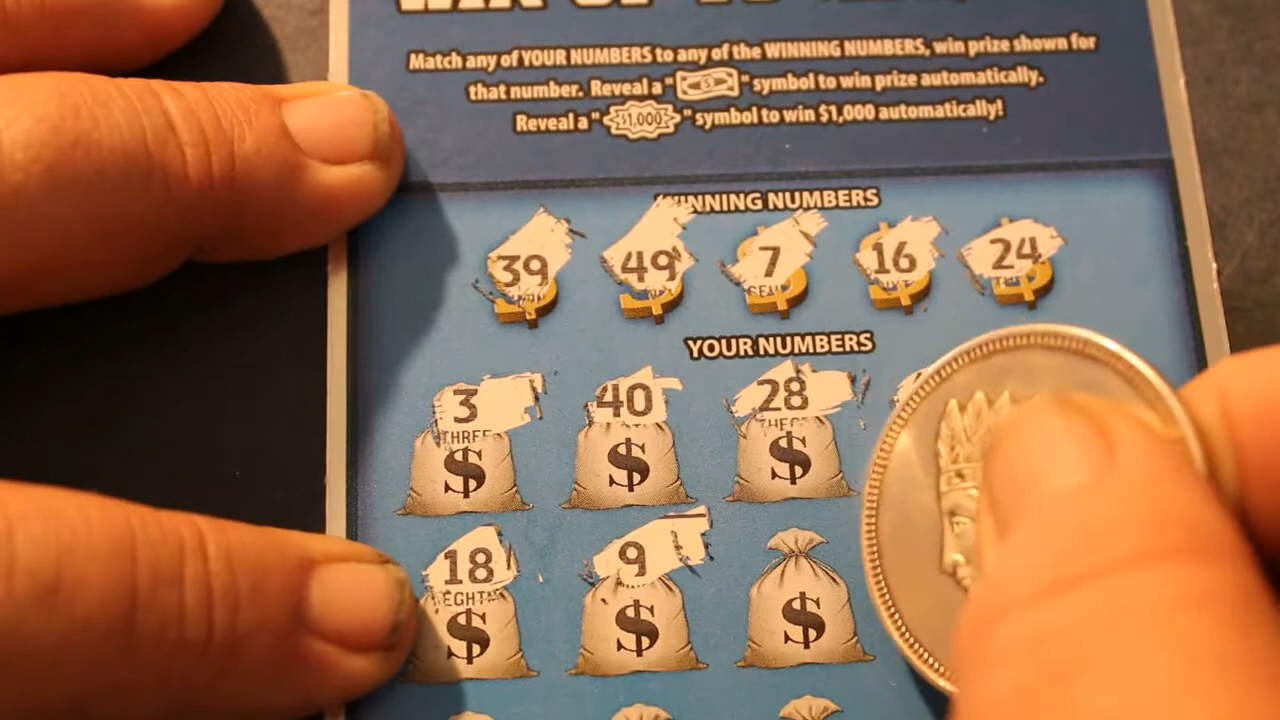 Match any of YOUR NUMBERS to any of the WINNING NUMBERS, win prize shown for
that number. Reveal a " " symbol to win prize automatically.
Reveal a " $1,000 " symbol to win $1,000 automatically!
WINNING NUMBERS
39 49 7 16 24
YOUR NUMBERS
3 40 28
THREE
$ $ $
18 9
EGHTN
$ $ $